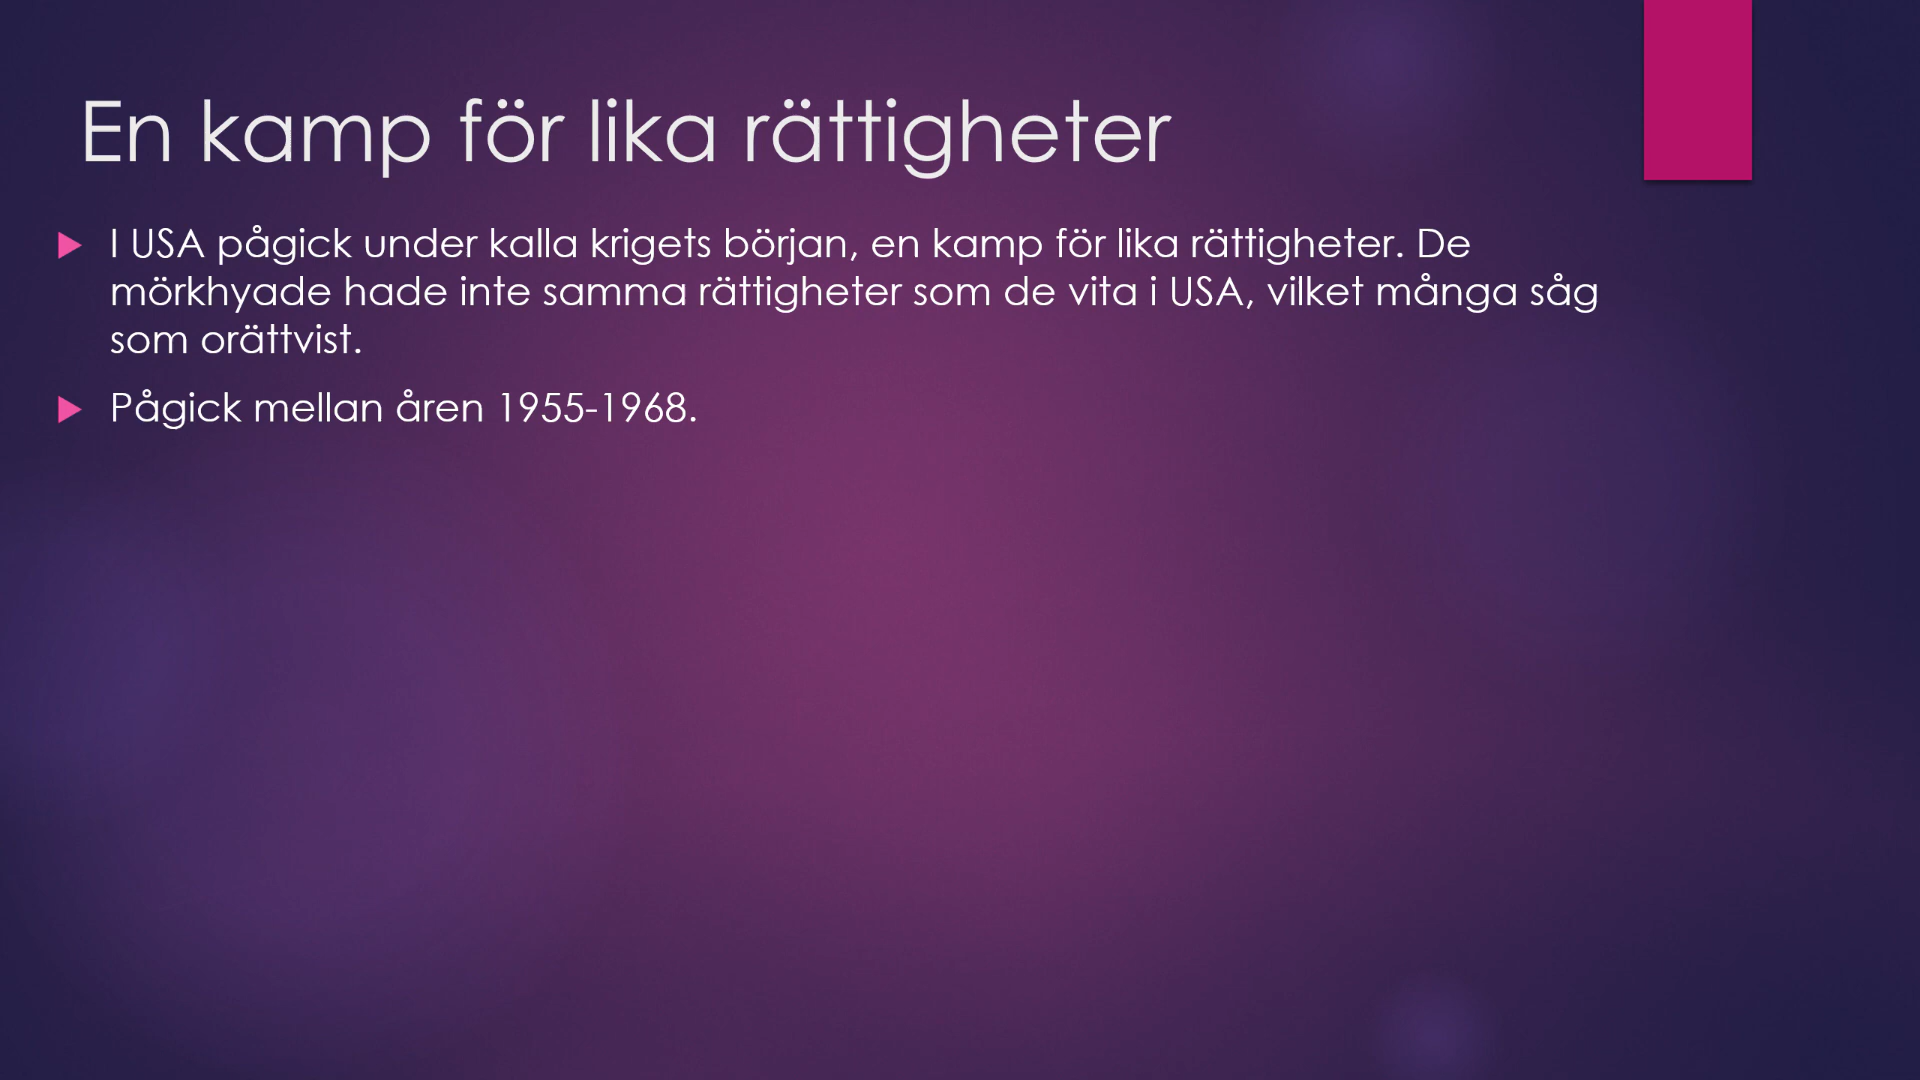 En kamp för lika rättigheter
I USA pågick under kalla krigets början, en kamp för lika rättigheter. De
mörkhyade hade inte samma rättigheter som de vita i USA, vilket många såg
som orättvist.
Pågick mellan åren 1955-1968.